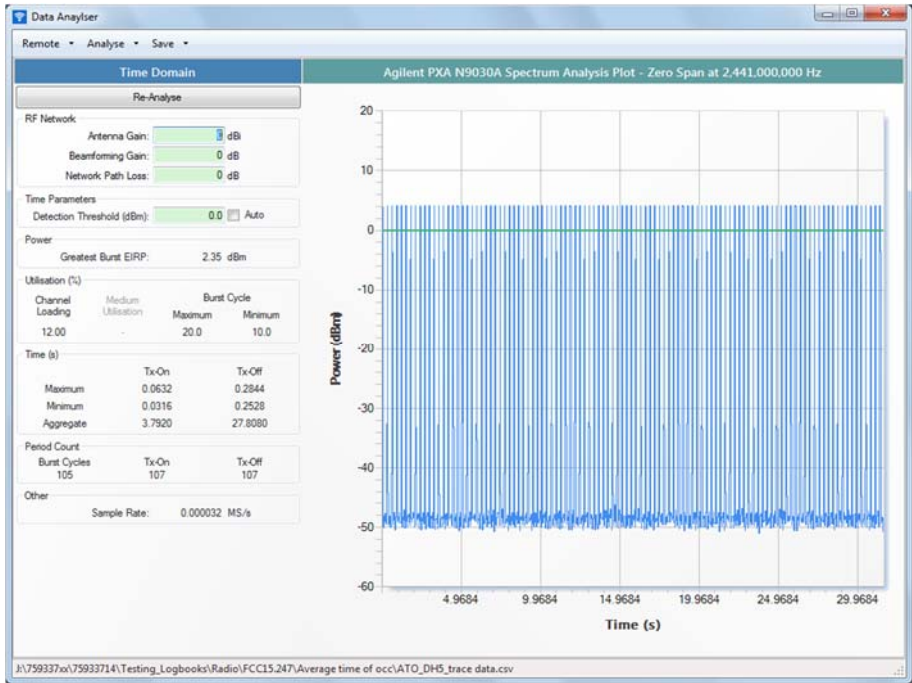 Data Anaylser
Remote Analyse Save
Time Domain
Agilent PXA N9030A Spectrum Analysis Plot - Zero Span at 2,441,000,000 Hz
Re-Analyse
RF Network
Antenna Gain: 0 dBi
Beamforming Gain: 0 dB
Network Path Loss: 0 dB
Time Parameters
Detection Threshold (dBm): 0.0 Auto
Power
Greatest Burst EIRP: 2.35 dBm
Utilisation (%)
Channel Loading Medium Utilisation Burst Cycle
Maximum Minimum
12.00 - 20.0 10.0
Time (s)
Tx-On Tx-Off
Maximum 0.0632 0.2844
Minimum 0.0316 0.2528
Aggregate 3.7920 27.8080
Period Count
Burst Cycles Tx-On Tx-Off
105 107 107
Other
Sample Rate: 0.000032 MS/s
20
10
0
-10
-20
-30
-40
-50
-60
Power (dBm)
4.9684 9.9684 14.9684 19.9684 24.9684 29.9684
Time (s)
J:\759337xx\75933714\Testing_Logbooks\Radio\FCC15.247\Average time of occ\ATO_DH5_trace data.csv